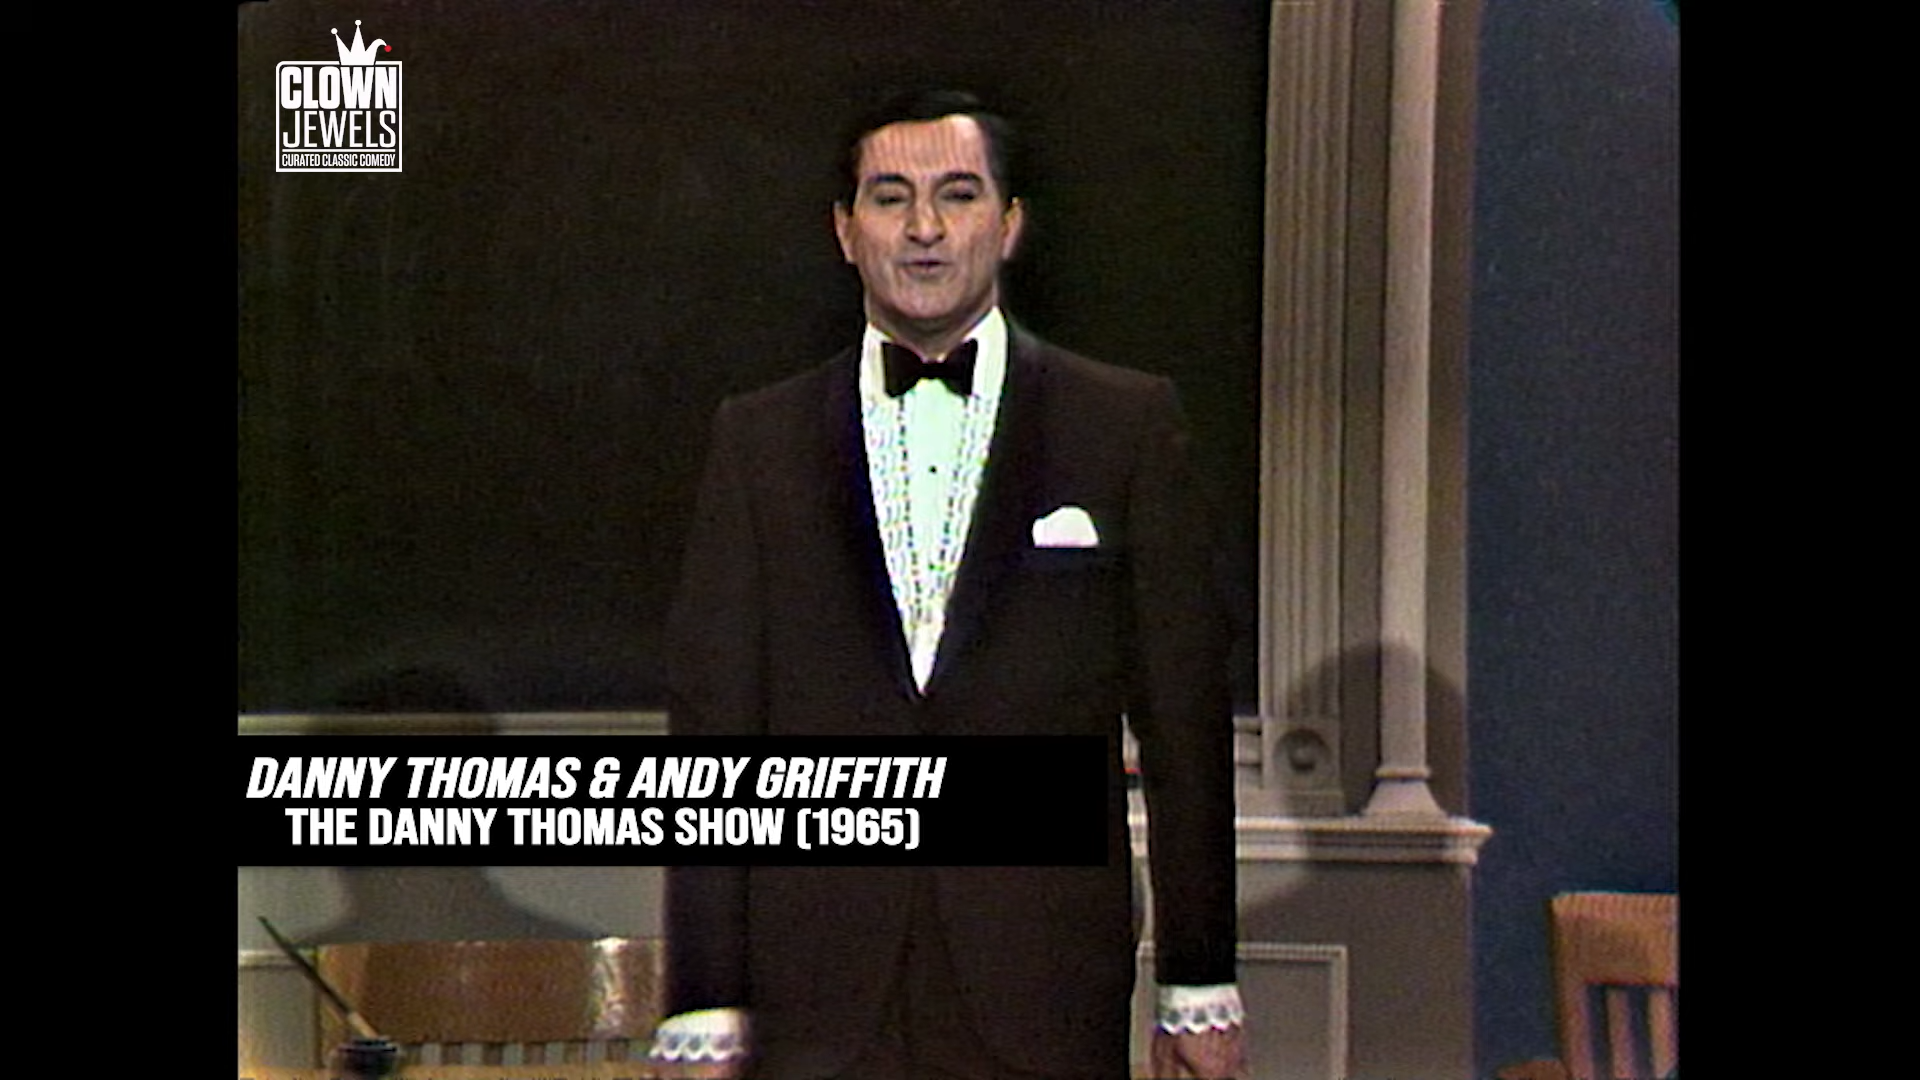 CLOWN
JEWELS
CURATED CLASSIC COMEDY
DANNY THOMAS & ANDY GRIFFITH
THE DANNY THOMAS SHOW (1965)